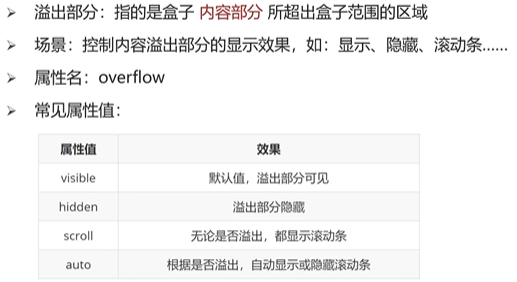 溢出部分：指的是盒子 内容部分 所超出盒子范围的区域
场景：控制内容溢出部分的显示效果，如：显示、隐藏、滚动条……
属性名：overflow
常见属性值：
属性值 效果
visible 默认值，溢出部分可见
hidden 溢出部分隐藏
scroll 无论是否溢出，都显示滚动条
auto 根据是否溢出，自动显示或隐藏滚动条